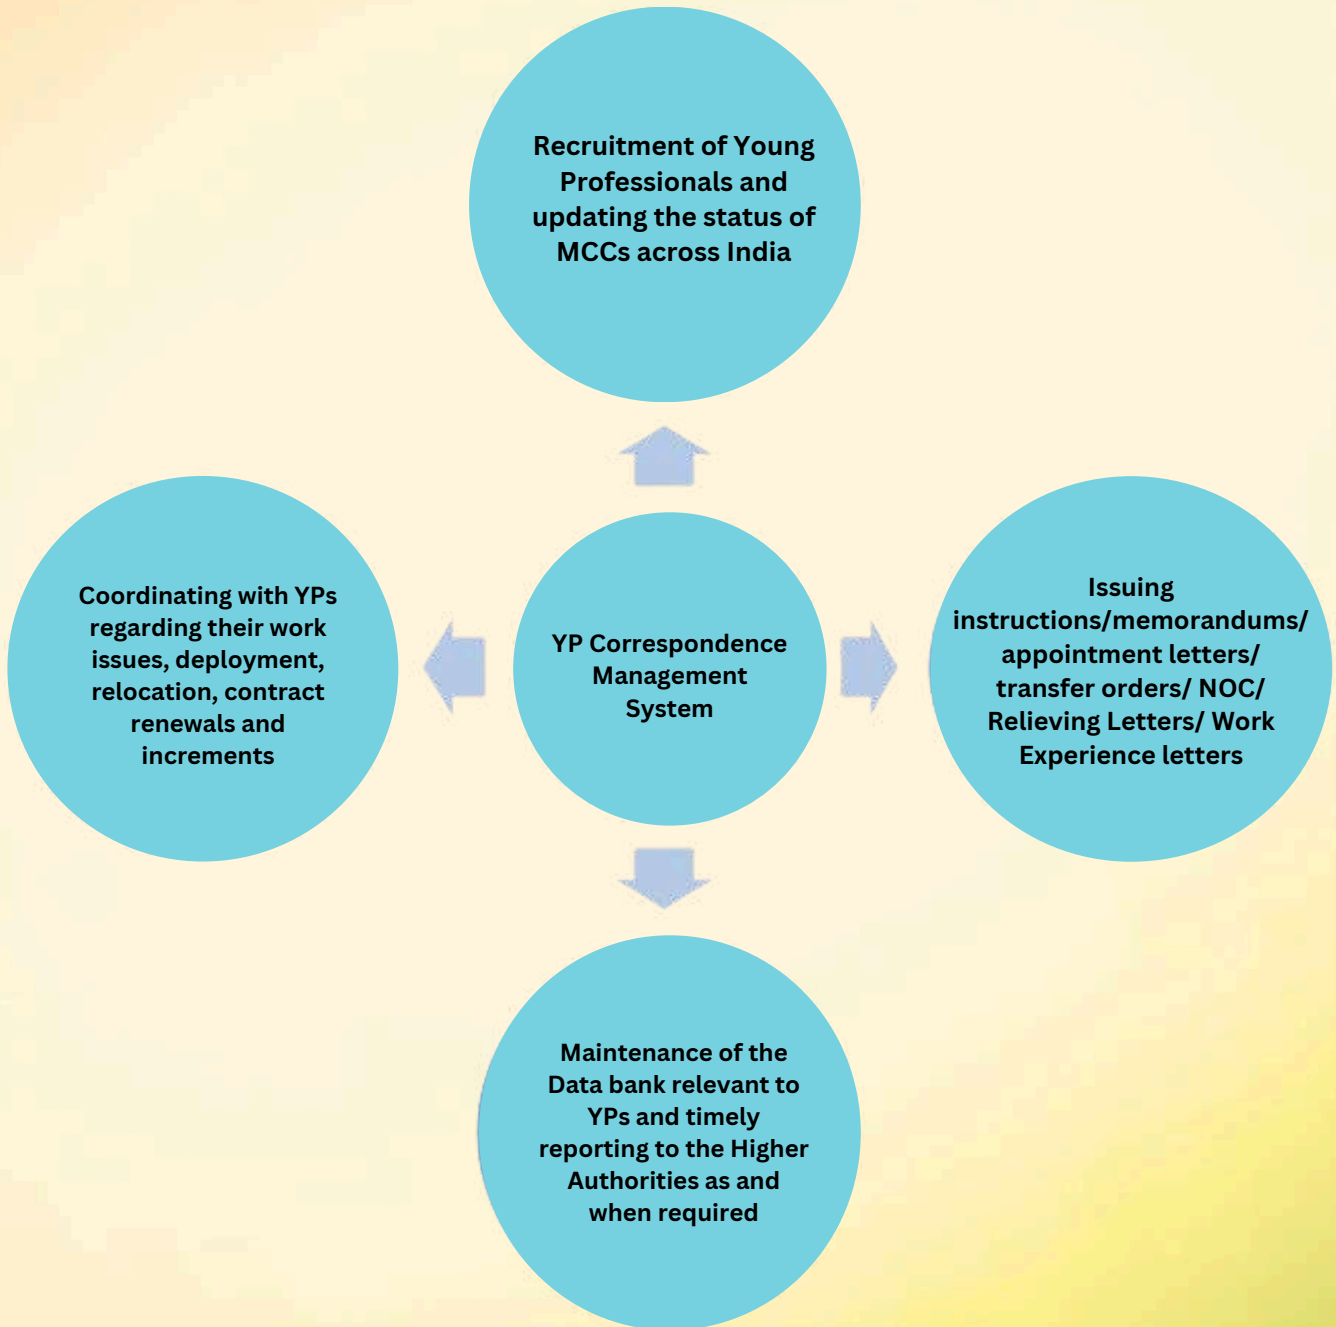 Recruitment of Young
Professionals and
updating the status of
MCCs across India
Coordinating with YPs
regarding their work
issues, deployment,
relocation, contract
renewals and
increments
YP Correspondence
Management
System
Issuing
instructions/memorandums/
appointment letters/
transfer orders/ NOC/
Relieving Letters/ Work
Experience letters
Maintenance of the
Data bank relevant to
YPs and timely
reporting to the Higher
Authorities as and
when required